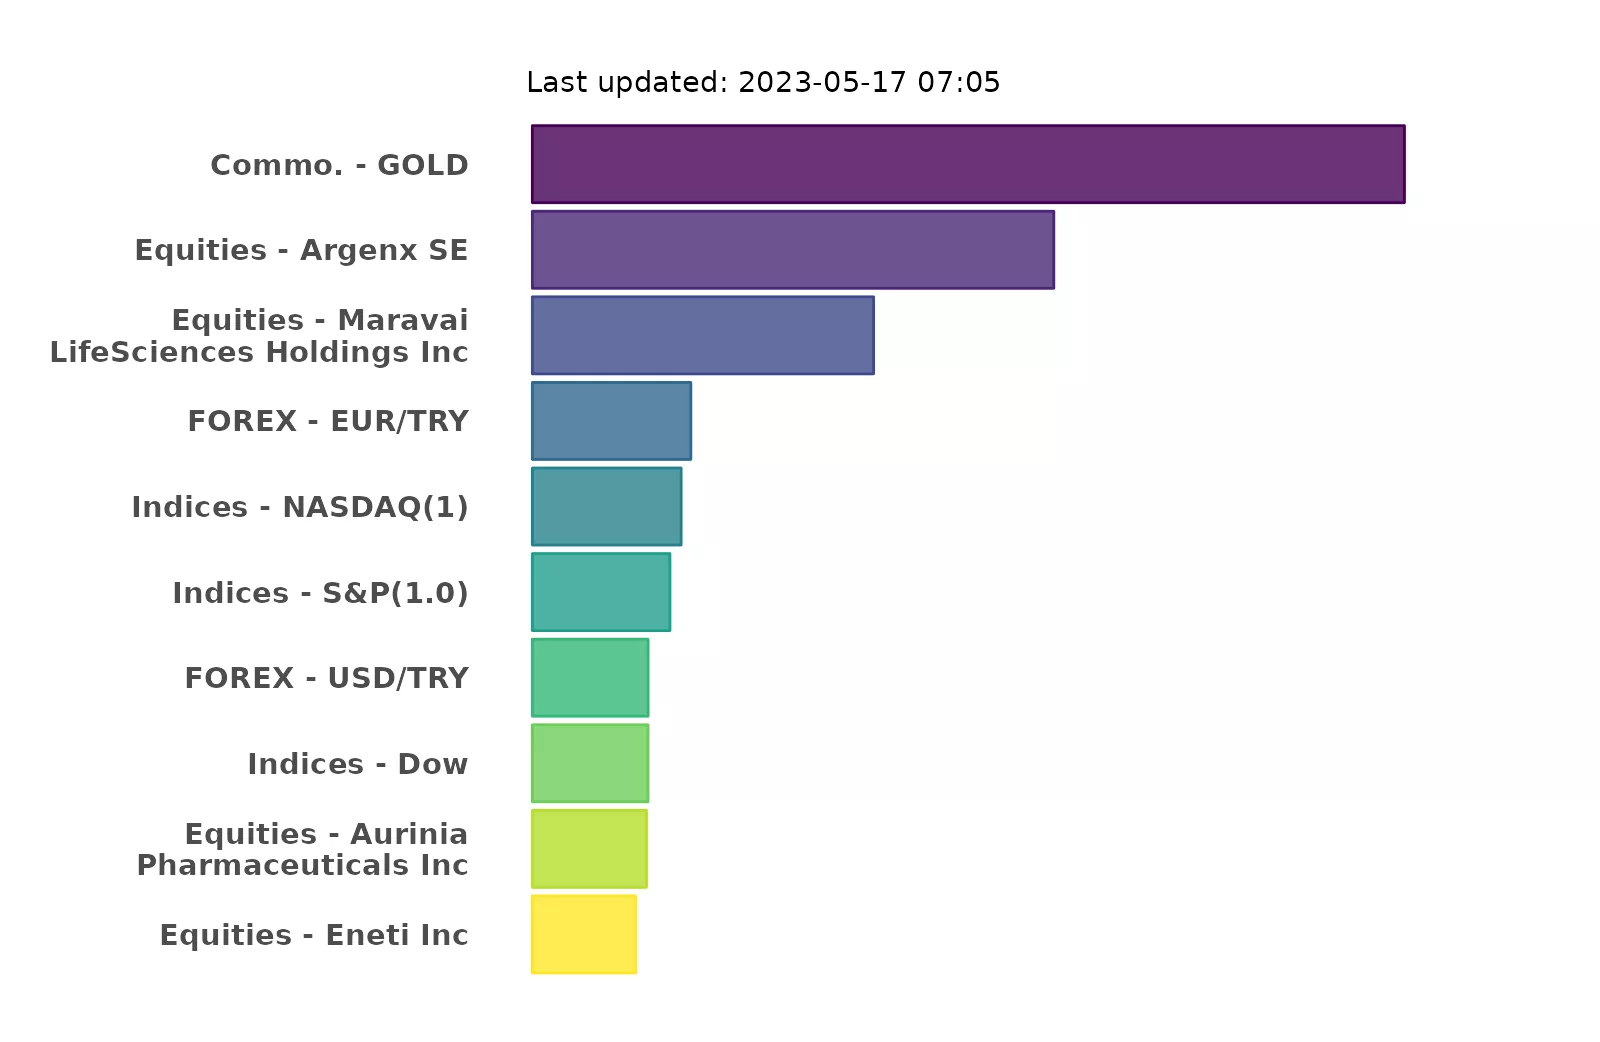 Last updated: 2023-05-17 07:05
Commo. - GOLD
Equities - Argenx SE
Equities - Maravai
LifeSciences Holdings Inc
FOREX - EUR/TRY
Indices - NASDAQ(1)
Indices - S&P(1.0)
FOREX - USD/TRY
Indices - Dow
Equities - Aurinia
Pharmaceuticals Inc
Equities - Eneti Inc